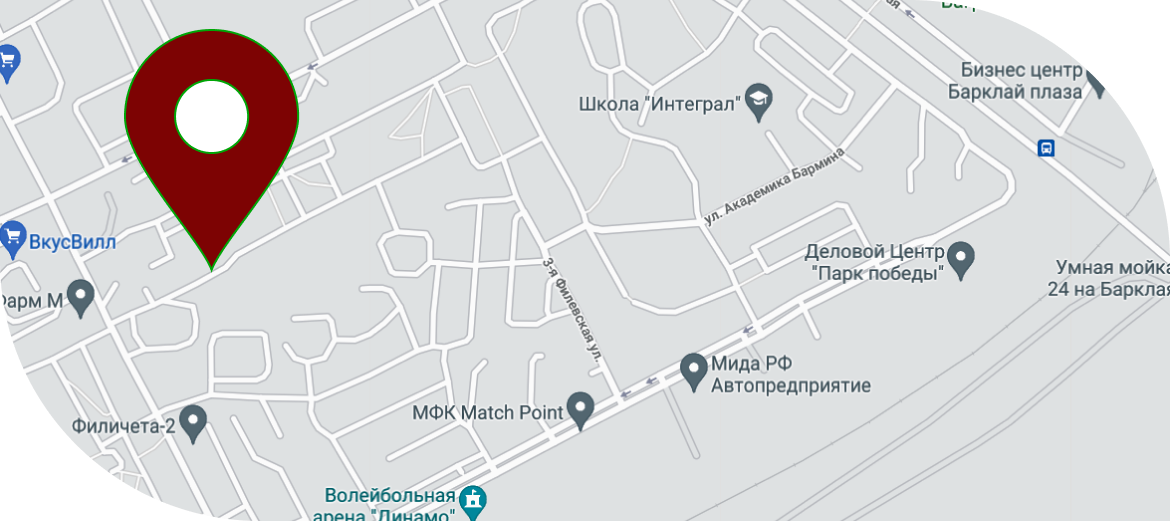 Бизнес центр
Барклай плаза
Школа "Интеграл"
ул. Академика Бармина
ВкусВилл
Деловой Центр
"Парк победы"
Умная мойка
24 на Барклая
арм М
3-я Филевская ул.
Мида РФ
Автопредприятие
МФК Match Point
Филичета-2
Волейбольная
арена "Динамо"